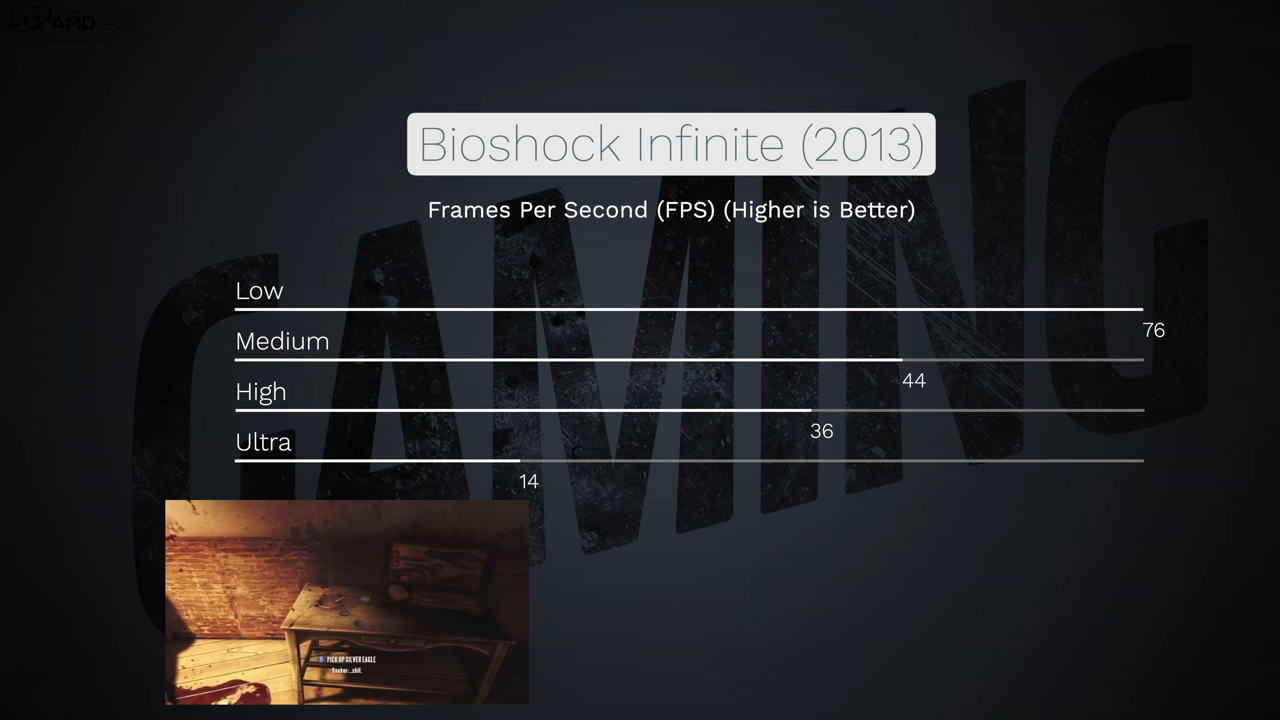 AMDtech
Bioshock Infinite (2013)
Frames Per Second (FPS) (Higher is Better)
Low
76
Medium
44
High
36
Ultra
14
GAMING
PICK UP SILVER EAGLE